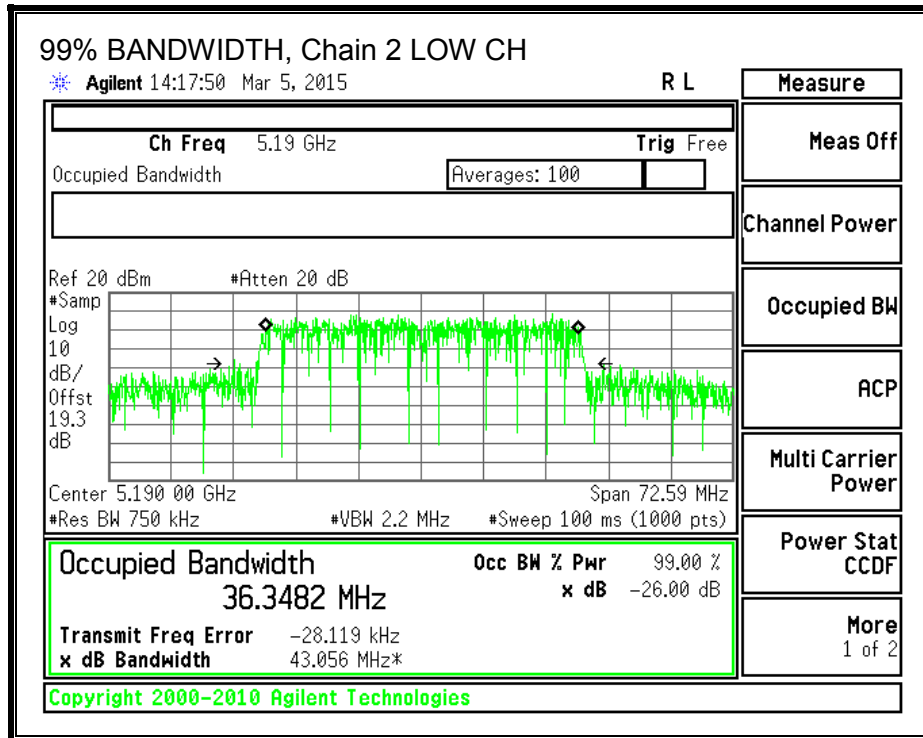 99% BANDWIDTH, Chain 2 LOW CH
Agilent 14:17:50 Mar 5, 2015 R L
Measure
Ch Freq 5.19 GHz Trig Free
Occupied Bandwidth Averages: 100
Ref 20 dBm #Atten 20 dB
#Samp
Log
10
dB/
Offst
19.3
dB
Center 5.190 00 GHz Span 72.59 MHz
#Res BW 750 kHz #VBW 2.2 MHz #Sweep 100 ms (1000 pts)
Occupied Bandwidth Occ BW % Pwr 99.00 %
36.3482 MHz x dB -26.00 dB
Transmit Freq Error -28.119 kHz
x dB Bandwidth 43.056 MHz*
Copyright 2000-2010 Agilent Technologies
Meas Off
Channel Power
Occupied BW
ACP
Multi Carrier
Power
Power Stat
CCDF
More
1 of 2